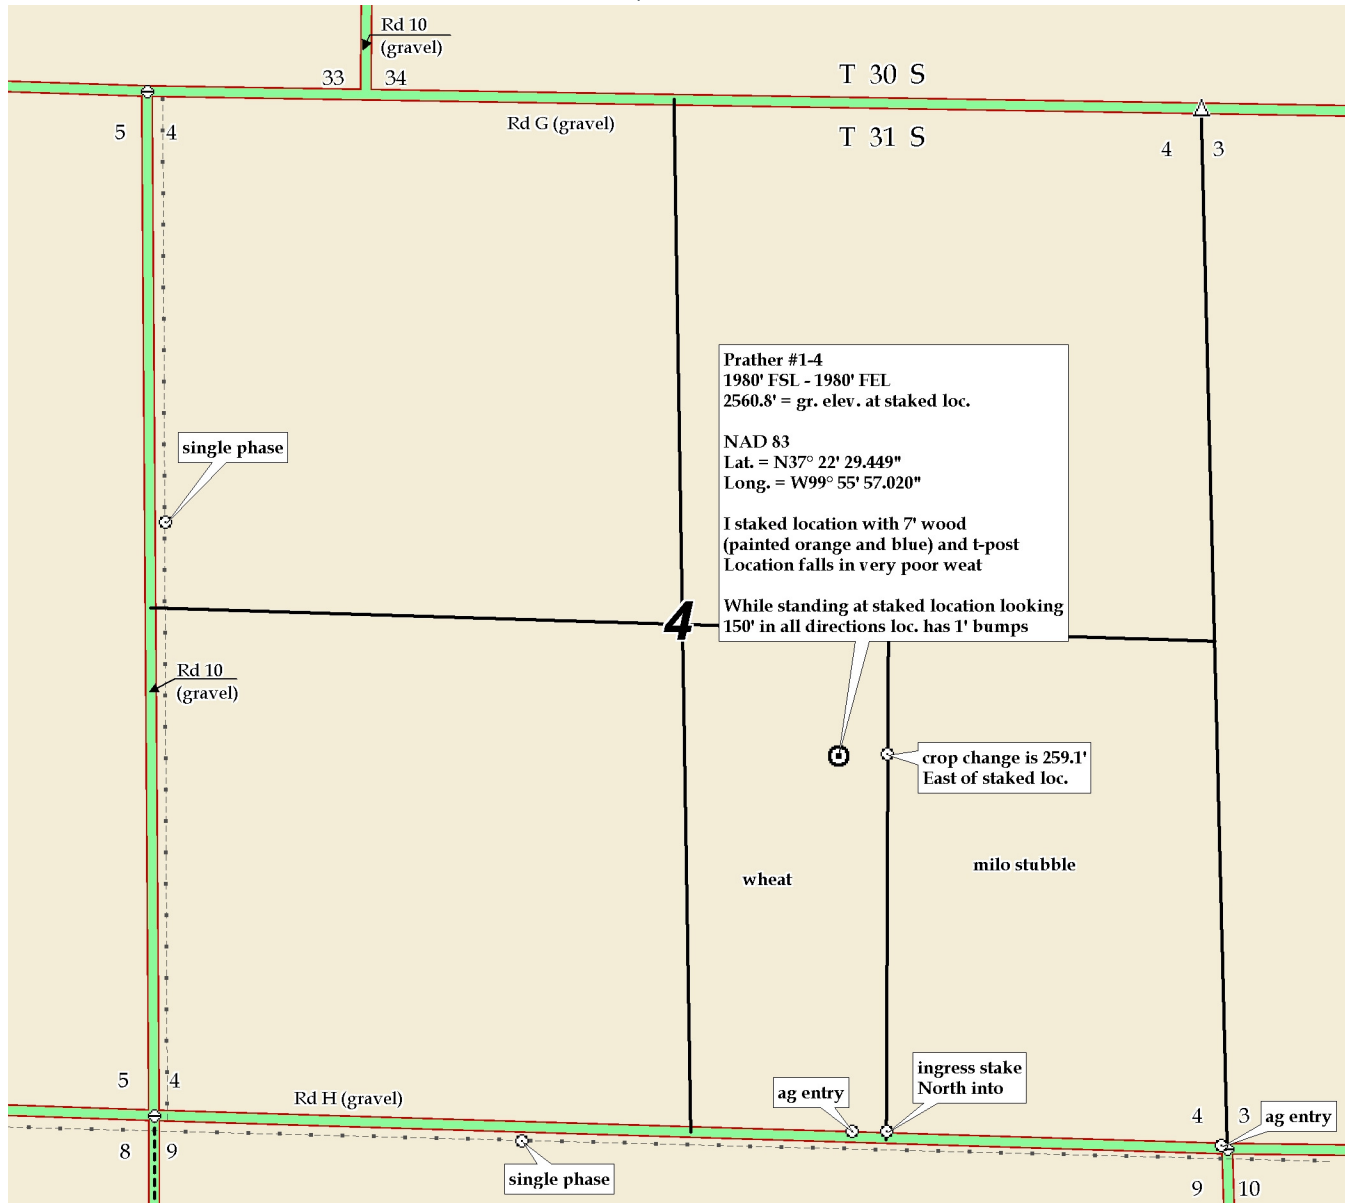 Rd 10
(gravel)
33 34
T 30 S
5 4
Rd G (gravel)
T 31 S
4 3
Prather #1-4
1980' FSL - 1980' FEL
2560.8' = gr. elev. at staked loc.
NAD 83
Lat. = N37° 22' 29.449"
Long. = W99° 55' 57.020"
I staked location with 7' wood
(painted orange and blue) and t-post
Location falls in very poor weat
While standing at staked location looking
150' in all directions loc. has 1' bumps
single phase
4
Rd 10
(gravel)
crop change is 259.1'
East of staked loc.
wheat
milo stubble
5 4
Rd H (gravel)
ag entry
ingress stake
North into
4 3
ag entry
8 9
single phase
9 10